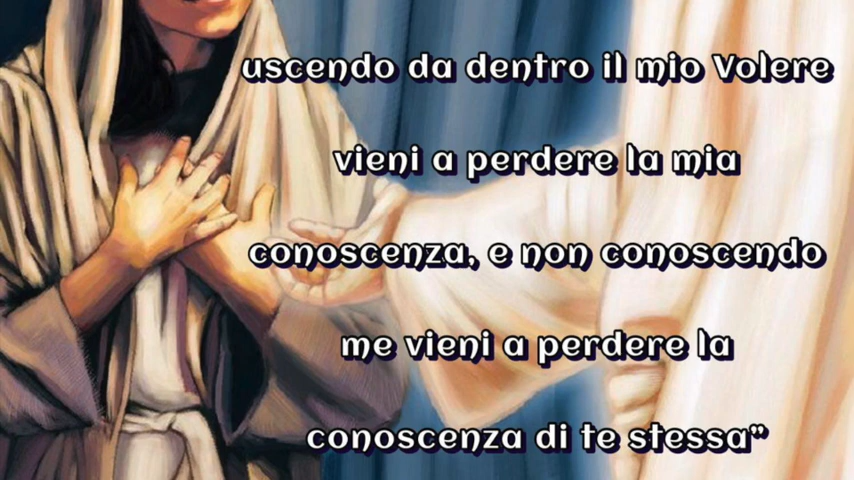 uscendo da dentro il mio Volere
vieni a perdere la mia
conoscenza, e non conoscendo
me vieni a perdere la
conoscenza di te stessa”